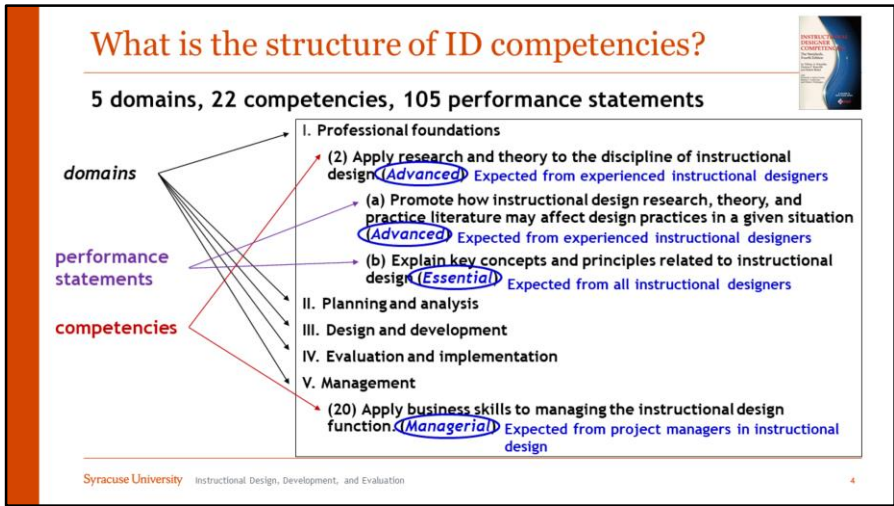 What is the structure of ID competencies?
INSTRUCTIONAL
DESIGNER
COMPETENCIES
5 domains, 22 competencies, 105 performance statements
domains
performance
statements
competencies
I. Professional foundations
(2) Apply research and theory to the discipline of instructional
design (Advanced) Expected from experienced instructional designers
(a) Promote how instructional design research, theory, and
practice literature may affect design practices in a given situation
(Advanced) Expected from experienced instructional designers
(b) Explain key concepts and principles related to instructional
design (Essential) Expected from all instructional designers
II. Planning and analysis
III. Design and development
IV. Evaluation and implementation
V. Management
(20) Apply business skills to managing the instructional design
function. (Managerial) Expected from project managers in instructional
design
Syracuse University Instructional Design, Development, and Evaluation
4